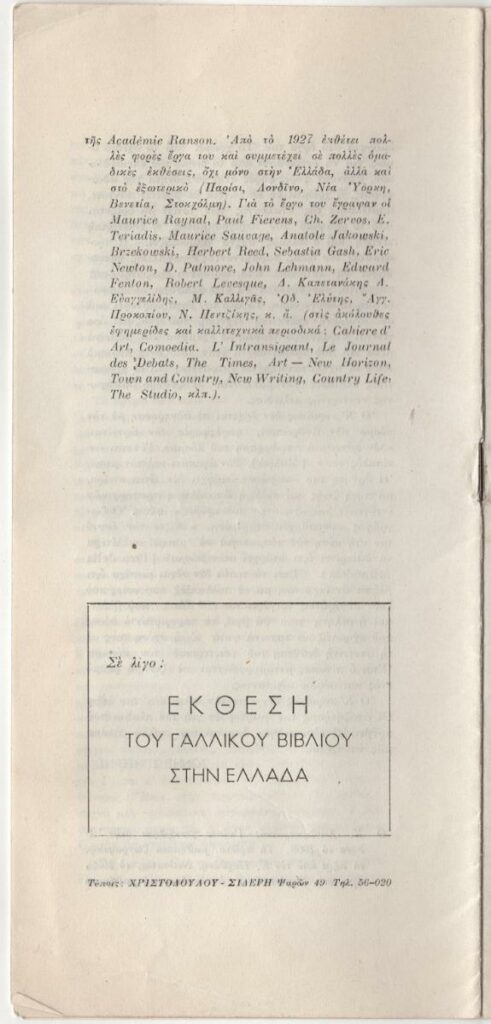 τῆς Académie Ranson. Ἀπὸ τὸ 1927 ἐκθέτει πολ-
λὲς φορὲς ἔργα του καὶ συμμετέχει σὲ πολλὲς ὁμα-
δικὲς ἐκθέσεις, ὄχι μόνο στὴν Ἑλλάδα, ἀλλὰ καὶ
στὸ ἐξωτερικὸ (Παρίσι, Λονδῖνο, Νέα Ὑόρκη,
Βενετία, Στοκχόλμη). Γιὰ τὸ ἔργο του ἔγραψαν οἱ
Maurice Raynal, Paul Fierens, Ch. Zervos, E.
Teriadis, Maurice Sauvage, Anatole Jakowski,
Brzekowski, Herbert Reed, Sebastia Gash, Eric
Newton, D. Palmore, John Lehmann, Edward
Fenton, Robert Levesque, Δ. Καπετανάκης Α.
Εὐαγγελίδης, Μ. Καλλιγᾶς, Ὀδ. Ἐλύτης, Ἀγγ.
Προκοπίου, Ν. Πεντζίκης, κ. ἄ. (στὶς ἀκόλουθες
ἐφημερίδες καὶ καλλιτεχνικὰ περιοδικά: Cahiere d'
Art, Comoedia. L' Intransigeant, Le Journal
des Debats, The Times, Art — New Horizon,
Town and Country, New Writing, Country Life.
The Studio, κλπ.).
Σὲ λίγο:
ΕΚΘΕΣΗ
ΤΟΥ ΓΑΛΛΙΚΟΥ ΒΙΒΛΙΟΥ
ΣΤΗΝ ΕΛΛΑΔΑ
Τύποις: ΧΡΙΣΤΟΔΟΥΛΟΥ - ΣΙΔΕΡΗ Ψαρῶν 49 Τηλ. 56-020